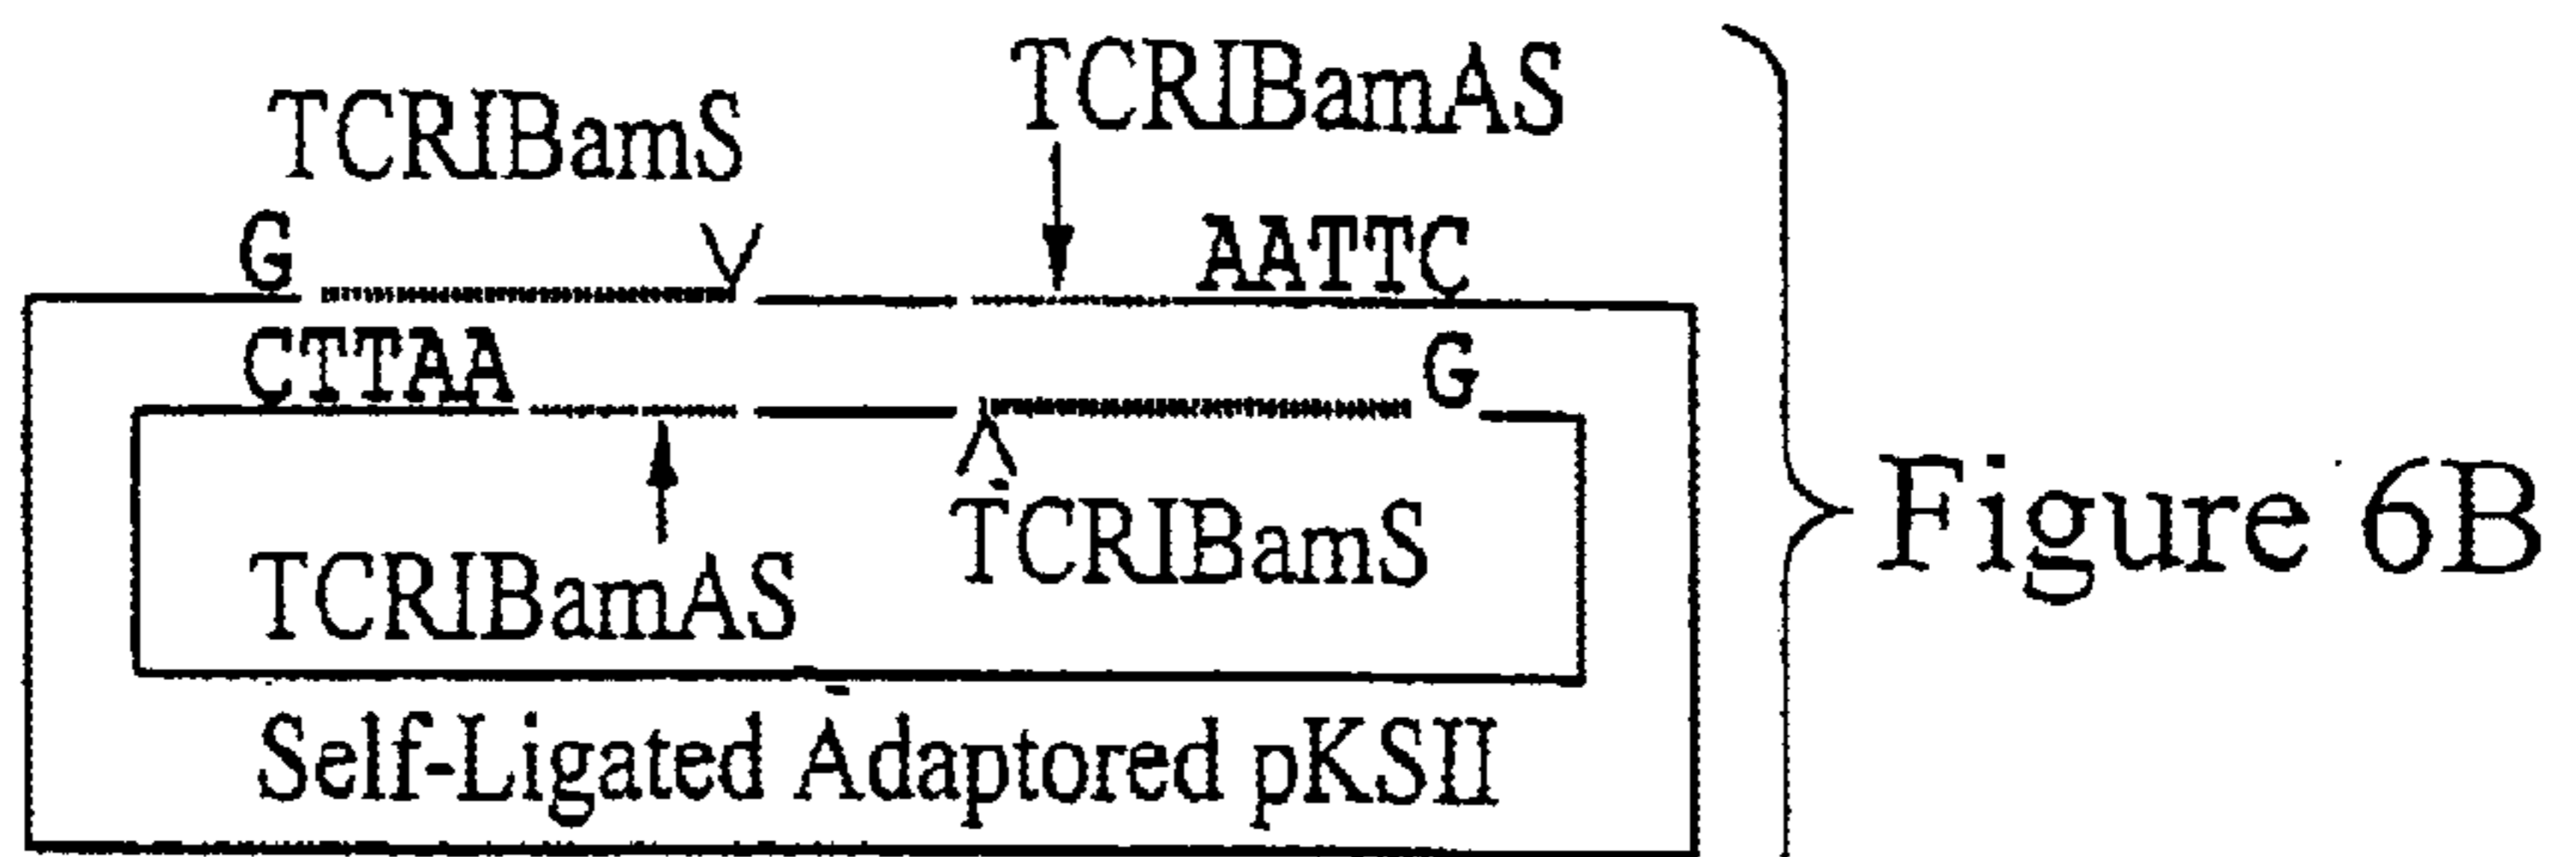 TCRIBamS
TCRIBamAS
G
AATTC
CTTAA
G
TCRIBamAS
TCRIBamS
Self-Ligated Adaptored pKSII
Figure 6B